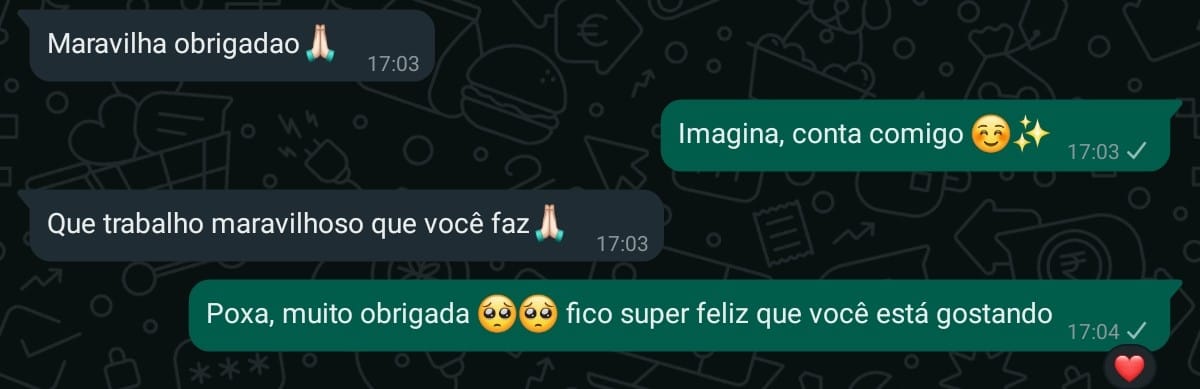 Maravilha obrigadao🙏🏻 17:03
Imagina, conta comigo ☺️✨ 17:03
Que trabalho maravilhoso que você faz🙏🏻 17:03
Poxa, muito obrigada 🥺🥺 fico super feliz que você está gostando 17:04